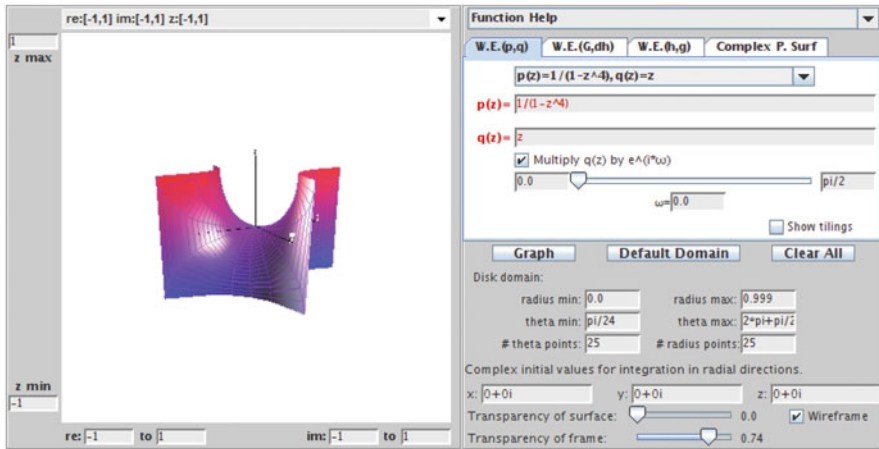 re:[-1,1] im:[-1,1] z:[-1,1]
1
z max
z min
-1
re: -1 to 1 im: -1 to 1
Function Help
W.E.(p,q) W.E.(G,dh) W.E.(h,g) Complex P. Surf
p(z)=1/(1-z^4), q(z)=z
p(z)= 1/(1-z^4)
q(z)= z
Multiply q(z) by e^(i*ω)
0.0 pi/2
ω= 0.0
Show tilings
Graph Default Domain Clear All
Disk domain:
radius min: 0.0 radius max: 0.999
theta min: pi/24 theta max: 2*pi+pi/2
# theta points: 25 # radius points: 25
Complex initial values for integration in radial directions.
x: 0+0i y: 0+0i z: 0+0i
Transparency of surface: 0.0 Wireframe
Transparency of frame: 0.74